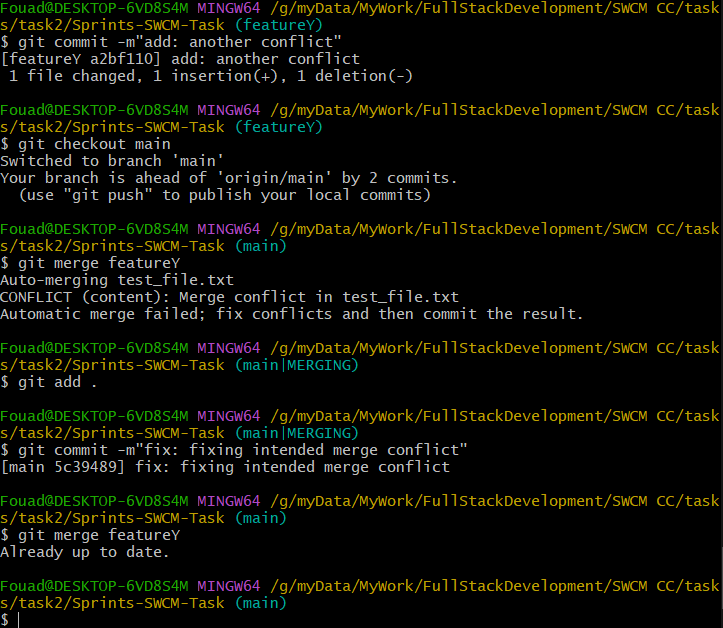 Fouad@DESKTOP-6VD8S4M MINGW64 /g/myData/MyWork/FullStackDevelopment/SWCM CC/task
s/task2/Sprints-SWCM-Task (featureY)
$ git commit -m"add: another conflict"
[featureY a2bf110] add: another conflict
 1 file changed, 1 insertion(+), 1 deletion(-)

Fouad@DESKTOP-6VD8S4M MINGW64 /g/myData/MyWork/FullStackDevelopment/SWCM CC/task
s/task2/Sprints-SWCM-Task (featureY)
$ git checkout main
Switched to branch 'main'
Your branch is ahead of 'origin/main' by 2 commits.
  (use "git push" to publish your local commits)

Fouad@DESKTOP-6VD8S4M MINGW64 /g/myData/MyWork/FullStackDevelopment/SWCM CC/task
s/task2/Sprints-SWCM-Task (main)
$ git merge featureY
Auto-merging test_file.txt
CONFLICT (content): Merge conflict in test_file.txt
Automatic merge failed; fix conflicts and then commit the result.

Fouad@DESKTOP-6VD8S4M MINGW64 /g/myData/MyWork/FullStackDevelopment/SWCM CC/task
s/task2/Sprints-SWCM-Task (main|MERGING)
$ git add .

Fouad@DESKTOP-6VD8S4M MINGW64 /g/myData/MyWork/FullStackDevelopment/SWCM CC/task
s/task2/Sprints-SWCM-Task (main|MERGING)
$ git commit -m"fix: fixing intended merge conflict"
[main 5c39489] fix: fixing intended merge conflict

Fouad@DESKTOP-6VD8S4M MINGW64 /g/myData/MyWork/FullStackDevelopment/SWCM CC/task
s/task2/Sprints-SWCM-Task (main)
$ git merge featureY
Already up to date.

Fouad@DESKTOP-6VD8S4M MINGW64 /g/myData/MyWork/FullStackDevelopment/SWCM CC/task
s/task2/Sprints-SWCM-Task (main)
$